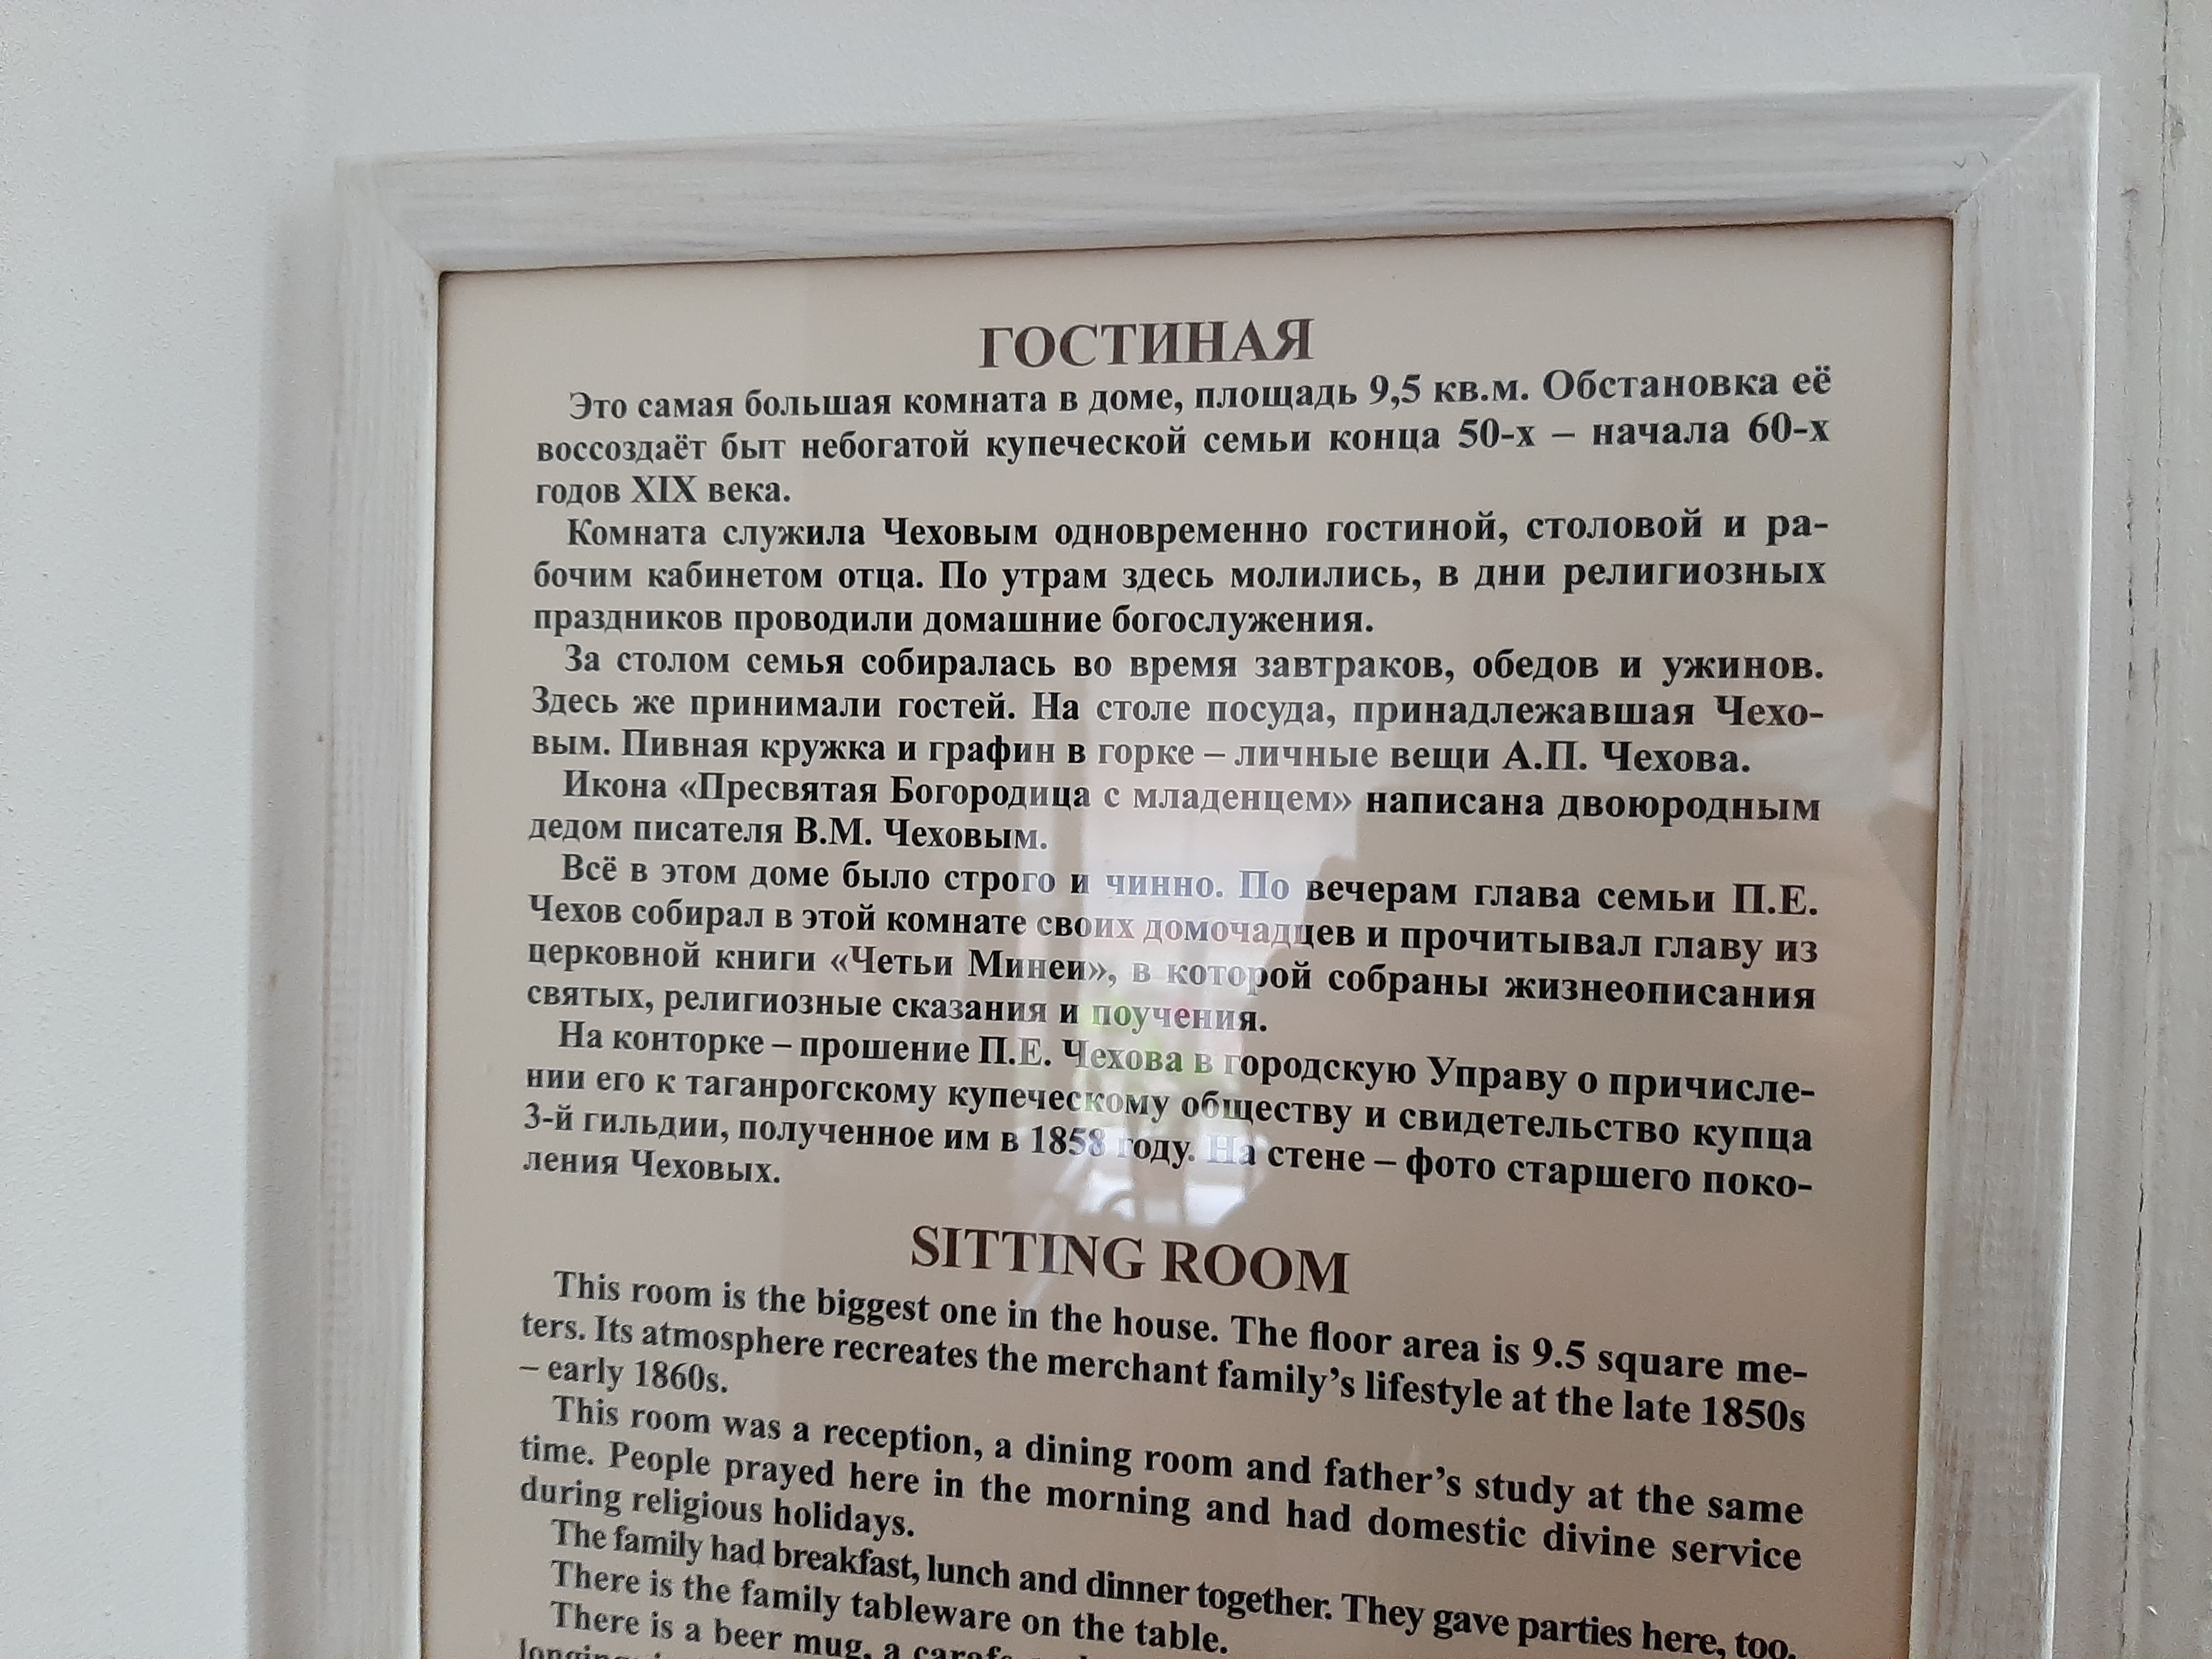 ГОСТИНАЯ
Это самая большая комната в доме, площадь 9,5 кв.м. Обстановка её
воссоздаёт быт небогатой купеческой семьи конца 50-х – начала 60-х
годов XIX века.
Комната служила Чеховым одновременно гостиной, столовой и ра-
бочим кабинетом отца. По утрам здесь молились, в дни религиозных
праздников проводили домашние богослужения.
За столом семья собиралась во время завтраков, обедов и ужинов.
Здесь же принимали гостей. На столе посуда, принадлежавшая Чехо-
вым. Пивная кружка и графин в горке – личные вещи А.П. Чехова.
Икона «Пресвятая Богородица с младенцем» написана двоюродным
дедом писателя В.М. Чеховым.
Всё в этом доме было строго и чинно. По вечерам глава семьи П.Е.
Чехов собирал в этой комнате своих домочадцев и прочитывал главу из
церковной книги «Четьи Минеи», в которой собраны жизнеописания
святых, религиозные сказания и поучения.
На конторке – прошение П.Е. Чехова в городскую Управу о причисле-
нии его к таганрогскому купеческому обществу и свидетельство купца
3-й гильдии, полученное им в 1858 году. На стене – фото старшего поко-
ления Чеховых.
SITTING ROOM
This room is the biggest one in the house. The floor area is 9.5 square me-
ters. Its atmosphere recreates the merchant family’s lifestyle at the late 1850s
– early 1860s.
This room was a reception, a dining room and father’s study at the same
time. People prayed here in the morning and had domestic divine service
during religious holidays.
The family had breakfast, lunch and dinner together. They gave parties here, too.
There is the family tableware on the table.
There is a beer mug, a carafe